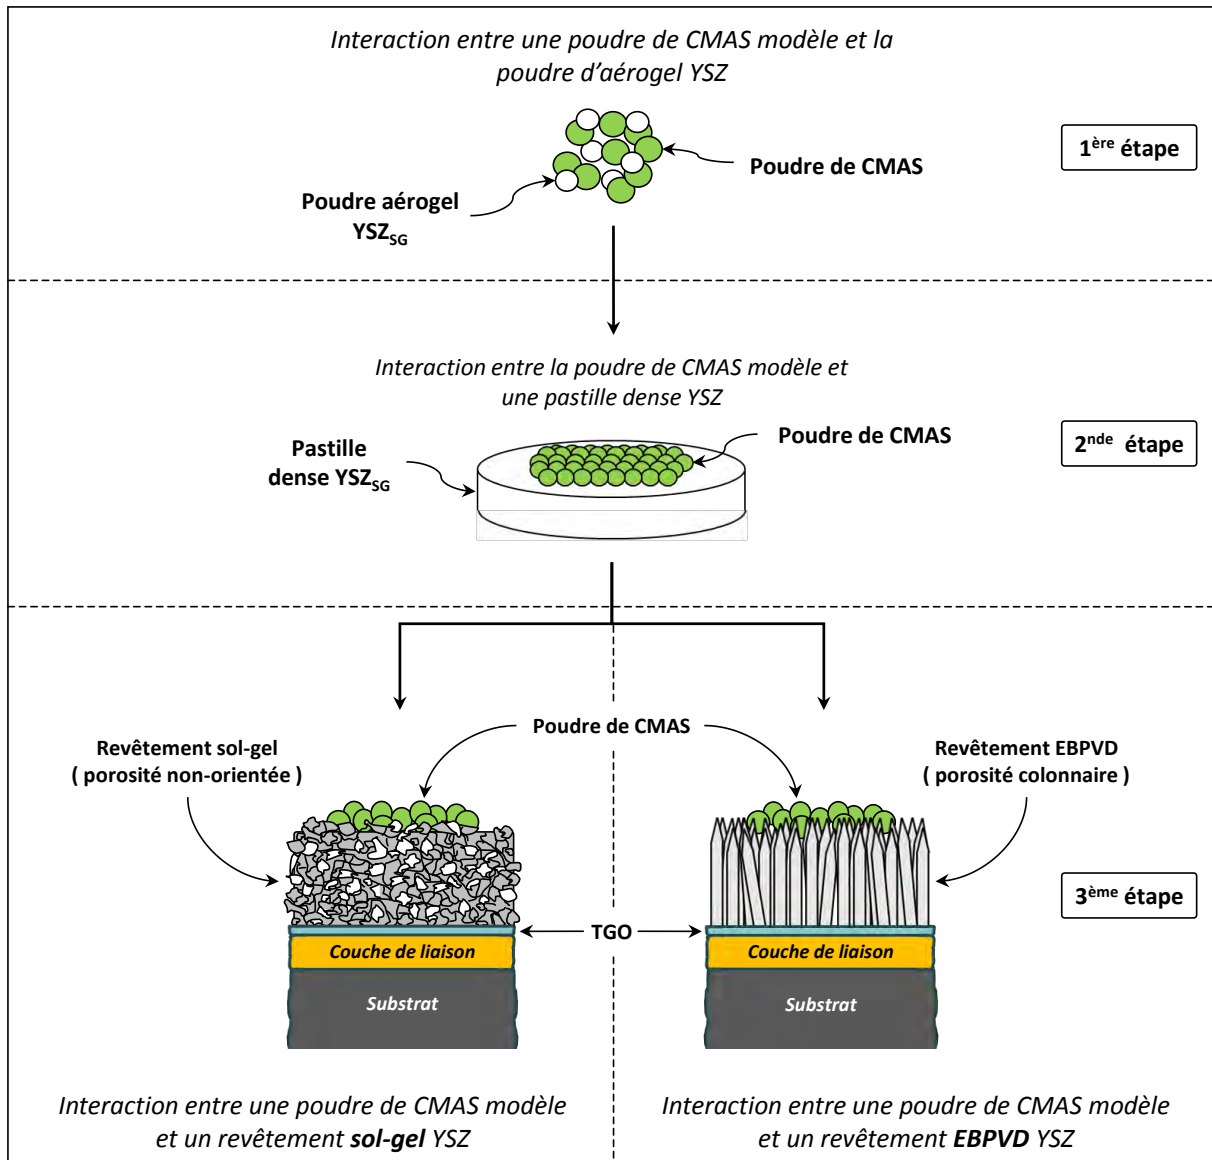 Interaction entre une poudre de CMAS modèle et la
poudre d’aérogel YSZ
1ère étape
Poudre de CMAS
Poudre aérogel
YSZSG
Interaction entre la poudre de CMAS modèle et
une pastille dense YSZ
Poudre de CMAS
2nde étape
Pastille
dense YSZSG
Poudre de CMAS
Revêtement sol-gel
( porosité non-orientée )
Revêtement EBPVD
( porosité colonnaire )
3ème étape
TGO
Couche de liaison
Couche de liaison
Substrat
Substrat
Interaction entre une poudre de CMAS modèle
et un revêtement sol-gel YSZ
Interaction entre une poudre de CMAS modèle
et un revêtement EBPVD YSZ